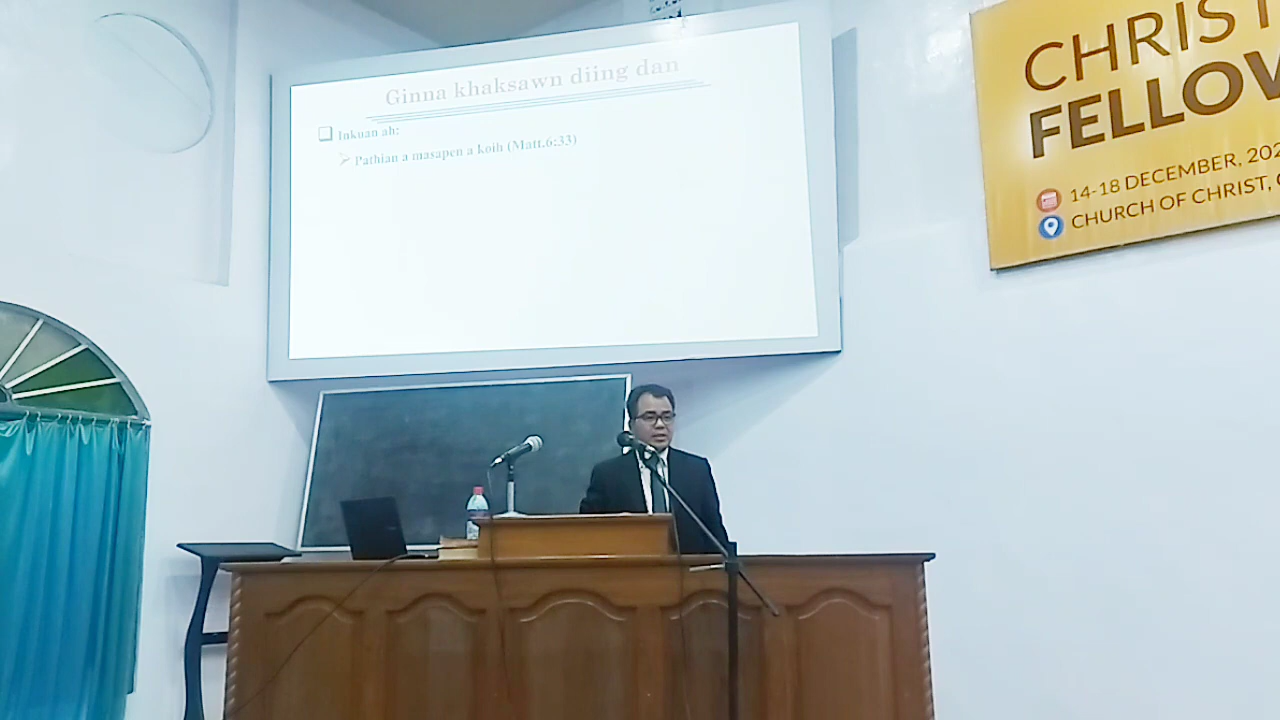 Ginna khaksawn diing dan
Inkuan ah:
Pathian a masapen a koih (Matt.6:33)
CHRIST
FELLOW
14-18 DECEMBER, 202
CHURCH OF CHRIST,